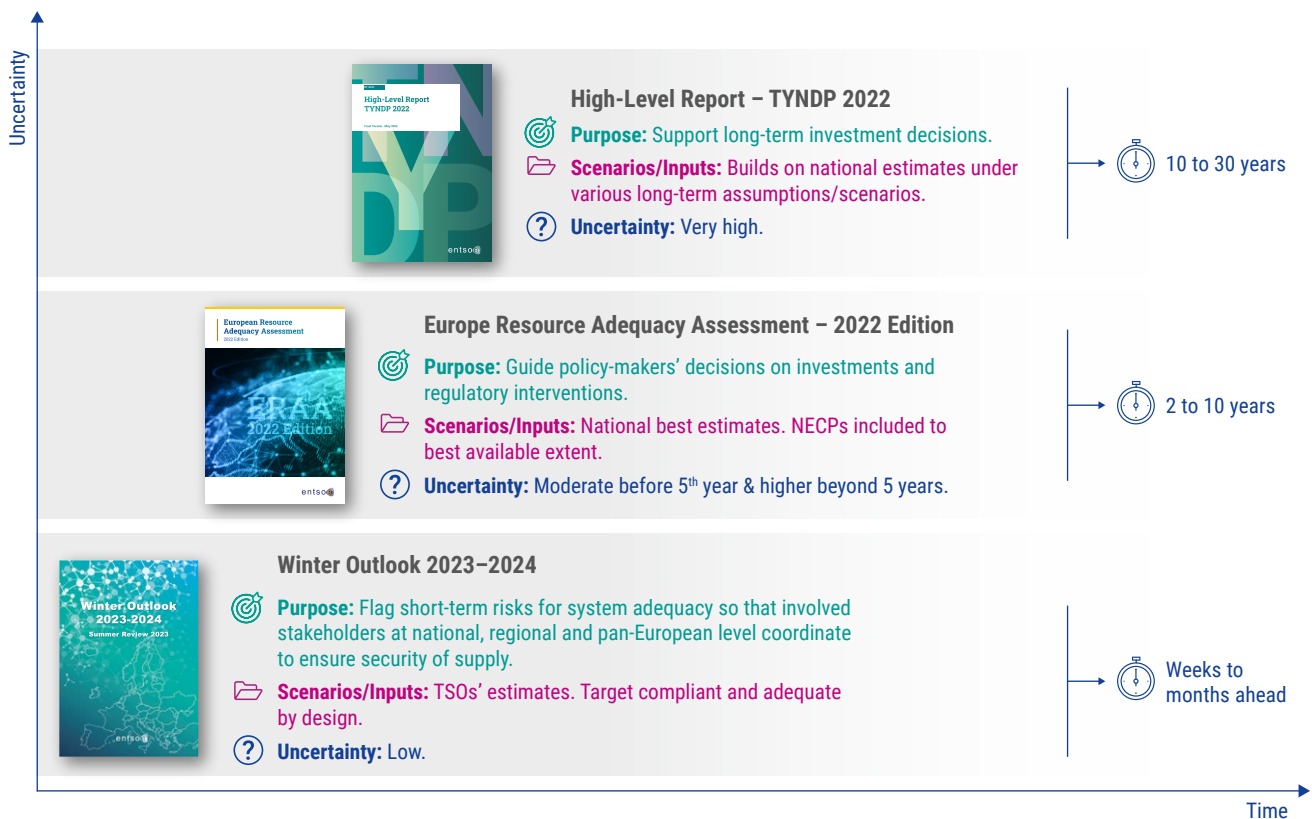 Uncertainty
High-Level Report
TYNDP 2022
entsoe
High-Level Report – TYNDP 2022
Purpose: Support long-term investment decisions.
Scenarios/Inputs: Builds on national estimates under
various long-term assumptions/scenarios.
? Uncertainty: Very high.
10 to 30 years
European Resource
Adequacy Assessment
2022 Edition
ERAA
2022 Edition
entsoe
Europe Resource Adequacy Assessment – 2022 Edition
Purpose: Guide policy-makers’ decisions on investments and
regulatory interventions.
Scenarios/Inputs: National best estimates. NECPs included to
best available extent.
? Uncertainty: Moderate before 5th year & higher beyond 5 years.
2 to 10 years
Winter Outlook
2023-2024
Summer Review 2023
entsoe
Winter Outlook 2023–2024
Purpose: Flag short-term risks for system adequacy so that involved
stakeholders at national, regional and pan-European level coordinate
to ensure security of supply.
Scenarios/Inputs: TSOs’ estimates. Target compliant and adequate
by design.
? Uncertainty: Low.
Weeks to
months ahead
Time